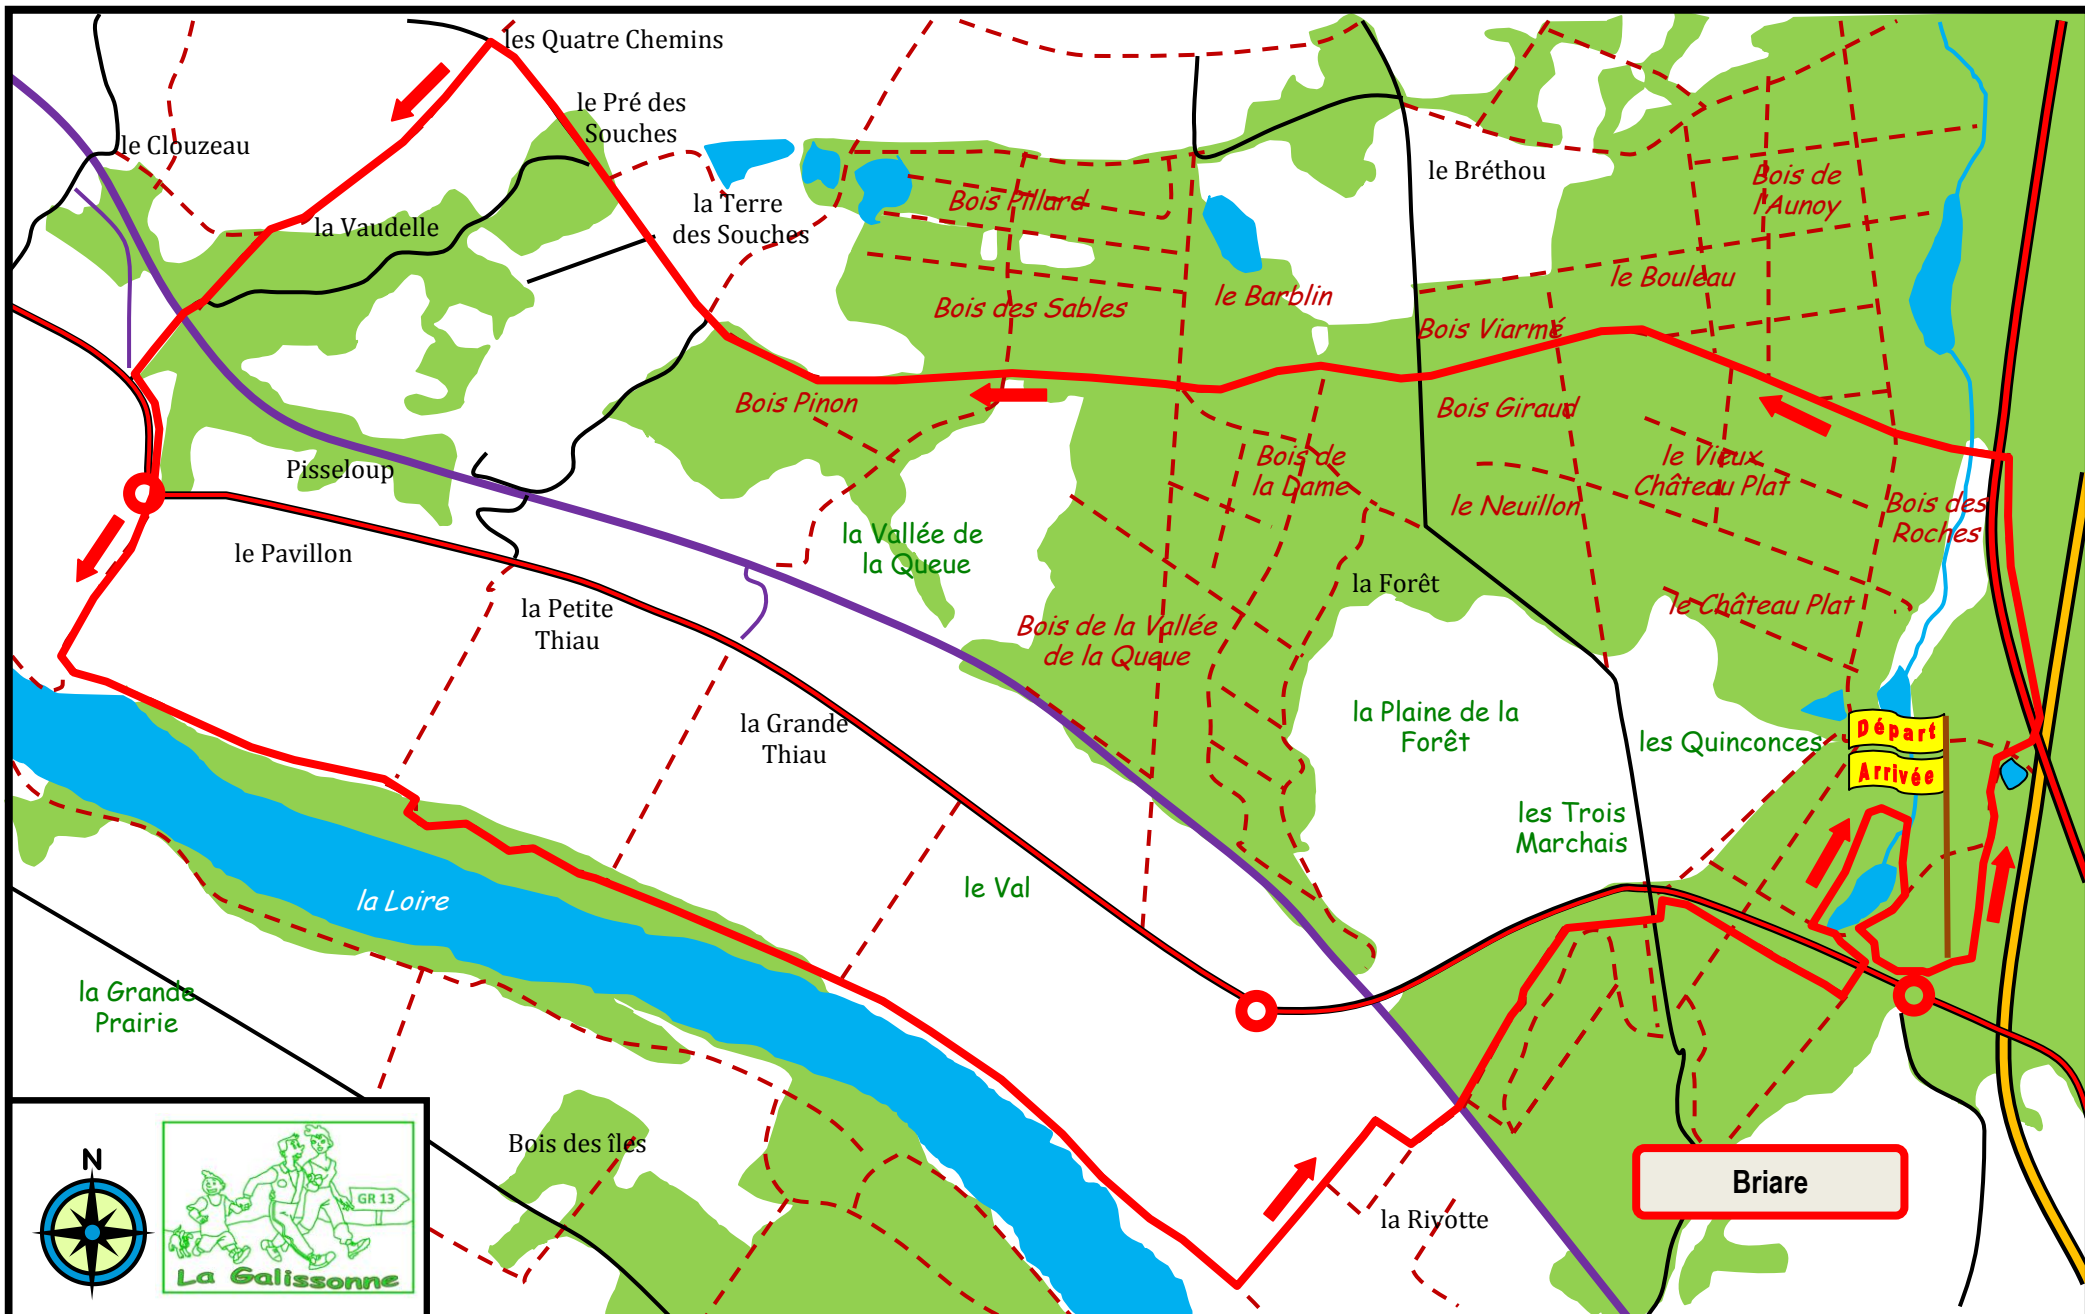 les Quatre Chemins
le Pré des
Souches
le Clouzeau
la Vaudelle
la Terre
des Souches
Bois Pillard
le Bréthou
Bois de
l'Aunoy
Bois des Sables
le Barblin
le Bouleau
Bois Viarmé
Bois Pinon
Bois Giraud
Pisseloup
Bois de
la Dame
le Vieux
Château Plat
le Neuillon
Bois des
Roches
le Pavillon
la Vallée de
la Queue
la Petite
Thiau
la Forêt
le Château Plat
Bois de la Vallée
de la Queue
la Grande
Thiau
la Plaine de la
Forêt
les Quinconces
Départ
Arrivée
les Trois
Marchais
la Loire
le Val
la Grande
Prairie
Bois des îles
la Rivotte
Briare
N
GR 13
La Galissonne